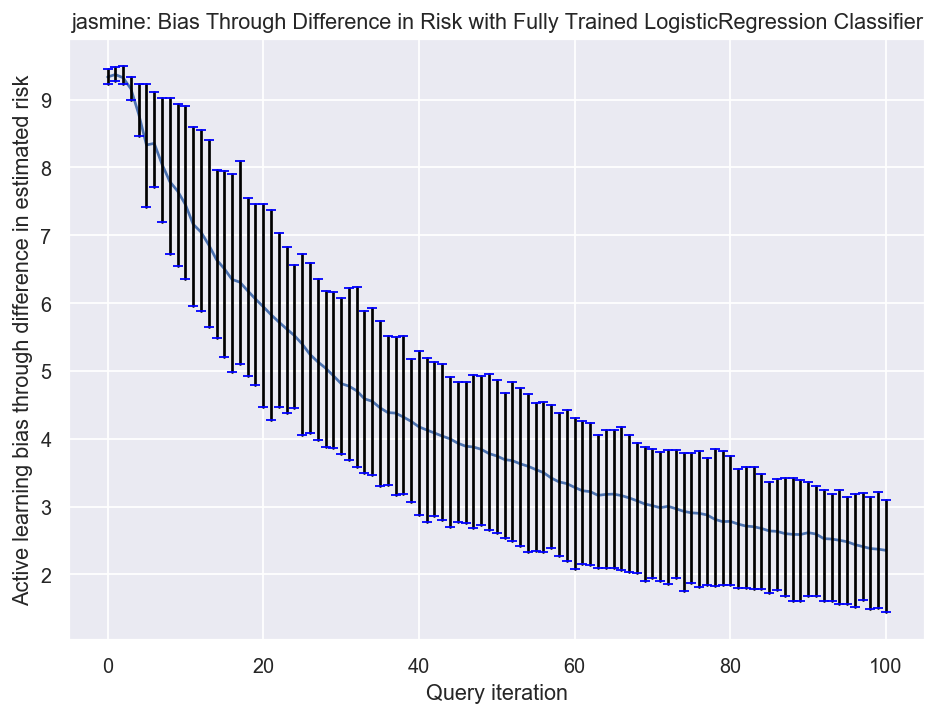 jasmine: Bias Through Difference in Risk with Fully Trained LogisticRegression Classifier
Active learning bias through difference in estimated risk
9
8
7
6
5
4
3
2
0 20 40 60 80 100
Query iteration